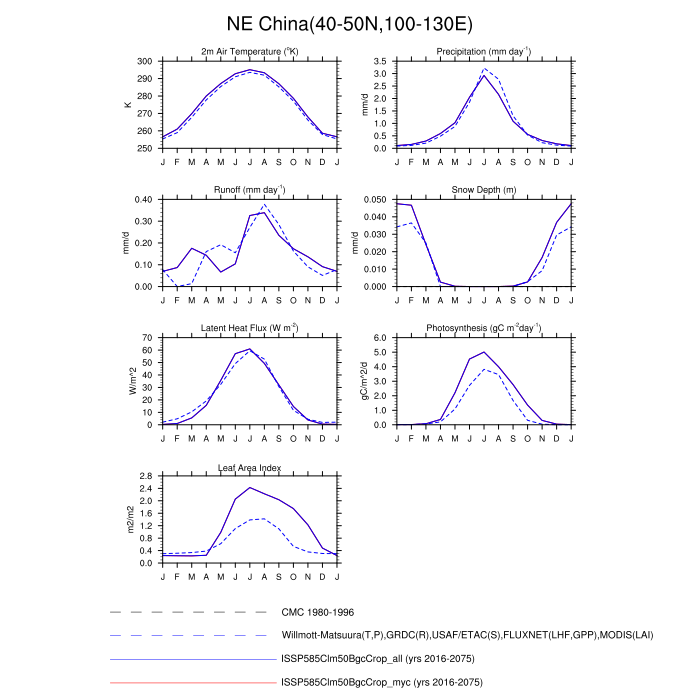 NE China(40-50N,100-130E)
2m Air Temperature (°K)
Precipitation (mm day⁻¹)
300
290
280
270
260
250
K
J F M A M J J A S O N D J
3.5
3.0
2.5
2.0
1.5
1.0
0.5
0.0
mm/d
J F M A M J J A S O N D J
Runoff (mm day⁻¹)
Snow Depth (m)
0.40
0.30
0.20
0.10
0.00
mm/d
J F M A M J J A S O N D J
0.050
0.040
0.030
0.020
0.010
0.000
J F M A M J J A S O N D J
Latent Heat Flux (W m⁻²)
Photosynthesis (gC m⁻²day⁻¹)
70
60
50
40
30
20
10
0
W/m^2
J F M A M J J A S O N D J
6.0
5.0
4.0
3.0
2.0
1.0
0.0
gC/m^2/d
J F M A M J J A S O N D J
Leaf Area Index
2.8
2.4
2.0
1.6
1.2
0.8
0.4
0.0
m2/m2
J F M A M J J A S O N D J
CMC 1980-1996
Willmott-Matsuura(T,P),GRDC(R),USAF/ETAC(S),FLUXNET(LHF,GPP),MODIS(LAI)
ISSP585Clm50BgcCrop_all (yrs 2016-2075)
ISSP585Clm50BgcCrop_myc (yrs 2016-2075)